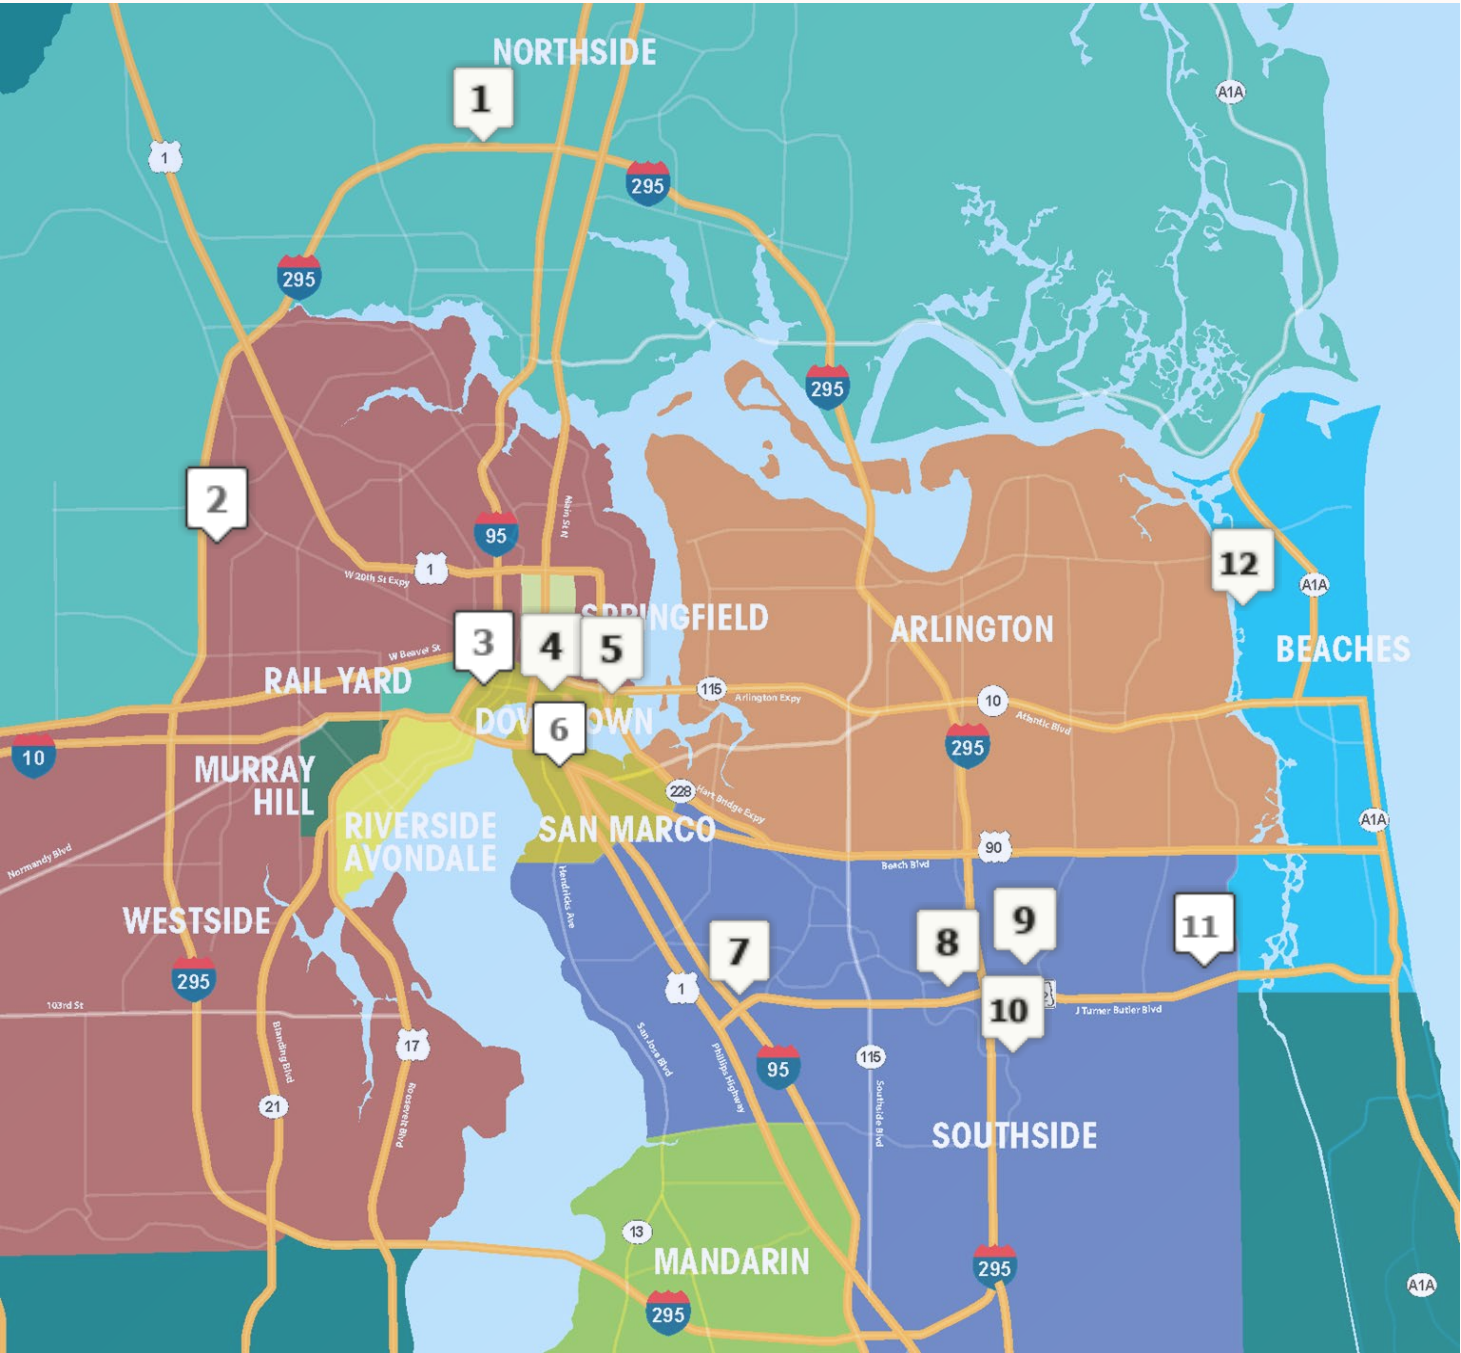 NORTHSIDE
1
A1A
1
295
295
295
2
95
Main St N
1
W 20th St Expy
12
A1A
SPRINGFIELD
ARLINGTON
BEACHES
3
4
5
W Beaver St
RAIL YARD
115
Arlington Expy
10
Atlantic Blvd
DOWNTOWN
6
295
10
MURRAY
HILL
228
Hart Bridge Expy
RIVERSIDE
AVONDALE
SAN MARCO
A1A
90
Beach Blvd
Normandy Blvd
Hendricks Ave
WESTSIDE
7
8
9
11
295
1
10
J Turner Butler Blvd
103rd St
Blanding Blvd
17
San Jose Blvd
Phillips Highway
95
115
Southside Blvd
21
Roosevelt Blvd
SOUTHSIDE
13
MANDARIN
295
295
A1A